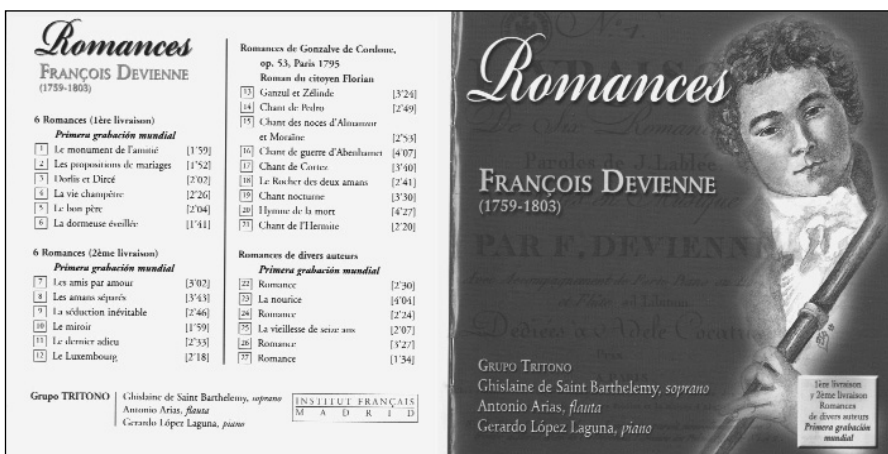 Romances
FRANÇOIS DEVIENNE
(1759-1803)
6 Romances (1ère livraison)
Primera grabación mundial
1 Le monument de l'amitié [1'59]
2 Les propositions de mariages [1'52]
3 Dorlis et Dircé [2'02]
4 La vie champêtre [2'26]
5 Le bon père [2'04]
6 La dormeuse éveillée [1'41]
6 Romances (2ème livraison)
Primera grabación mundial
7 Les amis par amour [3'02]
8 Les amans séparés [3'43]
9 La séduction inévitable [2'46]
10 Le miroir [1'59]
11 Le dernier adieu [2'33]
12 Le Luxembourg [2'18]
Romances de Gonzalve de Cordoue,
op. 53, Paris 1795
Roman du citoyen Florian
13 Ganzul et Zélinde [3'24]
14 Chant de Pedro [2'49]
15 Chant des noces d'Almanzor
et Moraïne [2'53]
16 Chant de guerre d'Abenhamet [4'07]
17 Chant de Cortez [3'40]
18 Le Rocher des deux amans [2'41]
19 Chant nocturne [3'30]
20 Hymne de la mort [4'27]
21 Chant de l'Hermite [2'20]
Romances de divers auteurs
Primera grabación mundial
22 Romance [2'30]
23 La nourice [4'04]
24 Romance [2'24]
25 La vieillesse de seize ans [2'07]
26 Romance [3'27]
27 Romance [1'34]
Grupo TRITONO
Ghislaine de Saint Barthelemy, soprano
Antonio Arias, flauta
Gerardo López Laguna, piano
INSTITUT FRANÇAIS
MADRID
Nº 1.
Romances
Paroles de J. Lablée
FRANÇOIS DEVIENNE
(1759-1803)
PAR F. DEVIENNE
Dediées à Adele
GRUPO TRITONO
Ghislaine de Saint Barthelemy, soprano
Antonio Arias, flauta
Gerardo López Laguna, piano
1ère livraison
y 2ème livraison
Romances
de divers auteurs
Primera grabación
mundial